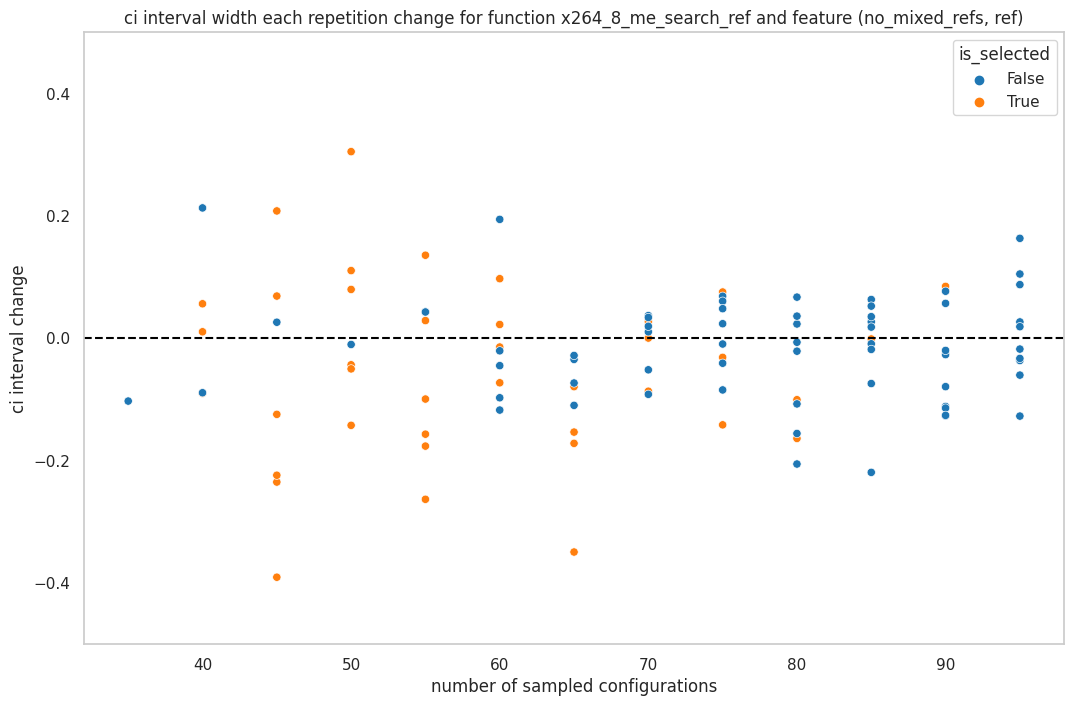 ci interval width each repetition change for function x264_8_me_search_ref and feature (no_mixed_refs, ref)
is_selected
False
True
0.4
0.2
0.0
−0.2
−0.4
ci interval change
40
50
60
70
80
90
number of sampled configurations